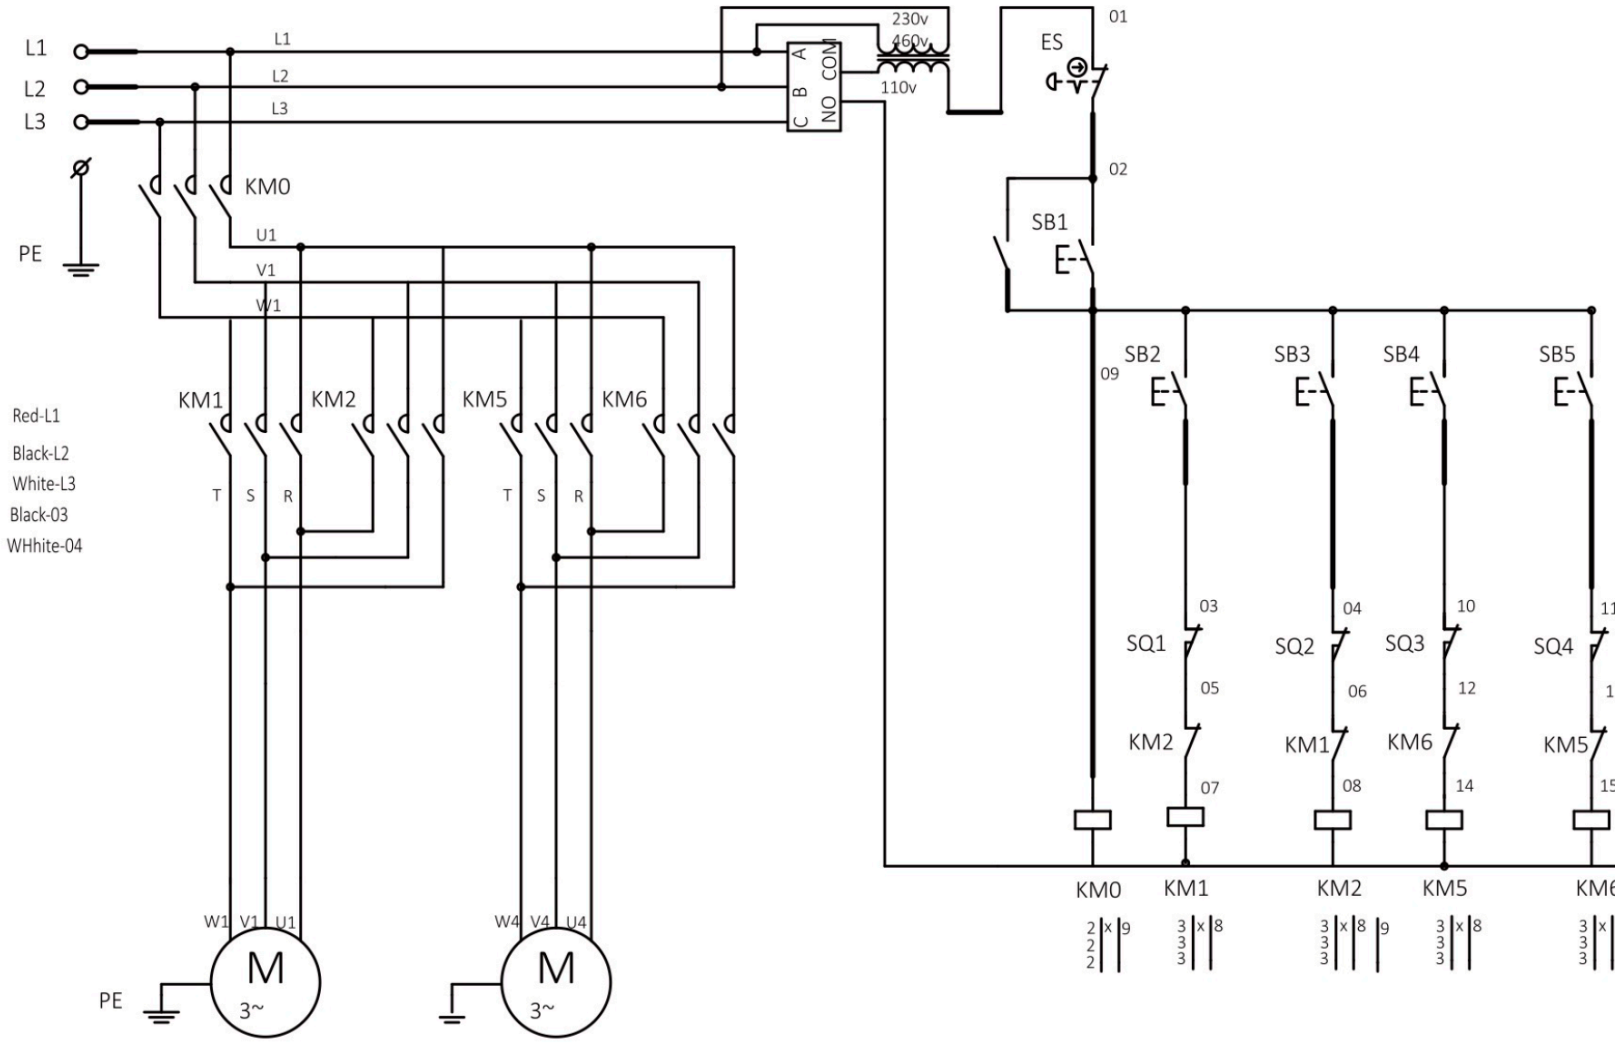 230v
01
L1
L1
460v
ES
A
COM
L2
L2
110v
B
L3
L3
C
NO
02
KM0
SB1
U1
PE
V1
W1
SB2
SB3
SB4
SB5
09
KM1
KM2
KM5
KM6
Red-L1
Black-L2
White-L3
T
S
R
T
S
R
Black-03
WHhite-04
03
04
10
11
SQ1
SQ2
SQ3
SQ4
05
06
12
1
KM2
KM1
KM6
KM5
07
08
14
15
KM0
KM1
KM2
KM5
KM6
W1
V1
U1
W4
V4
U4
2 x 9
2
2
3 x 8
3
3
3 x 8 9
3
3
3 x 8
3
3
3 x
3
3
M
3~
M
3~
PE